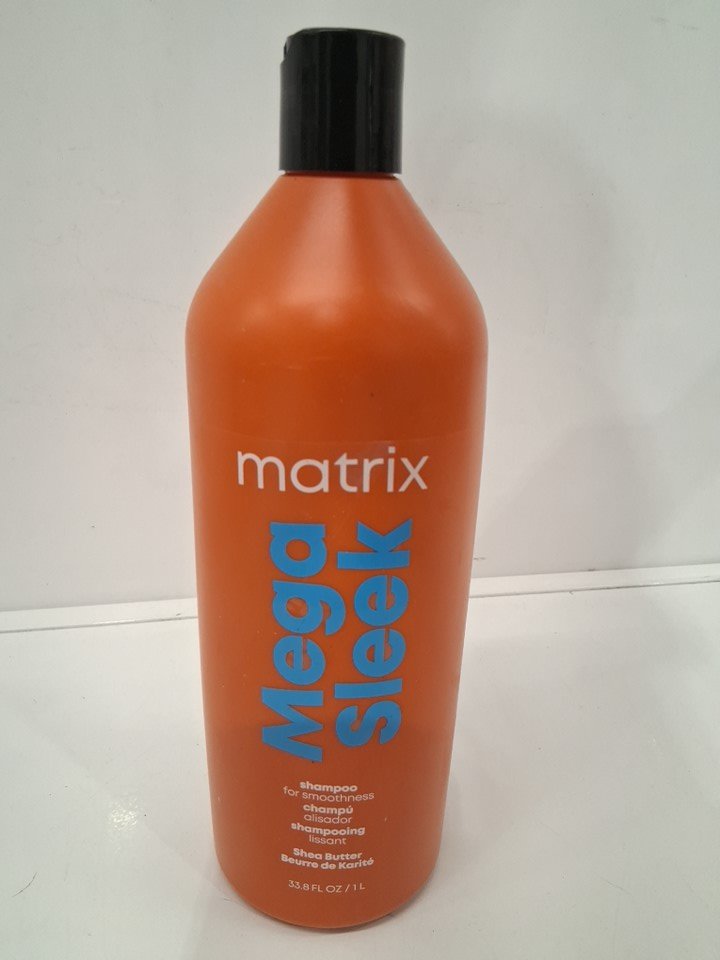 matrix
Mega
Sleek
shampoo
for smoothness
champú
alisador
shampooing
lissant
Shea Butter
Beurre de Karité
33.8 FL OZ / 1 L